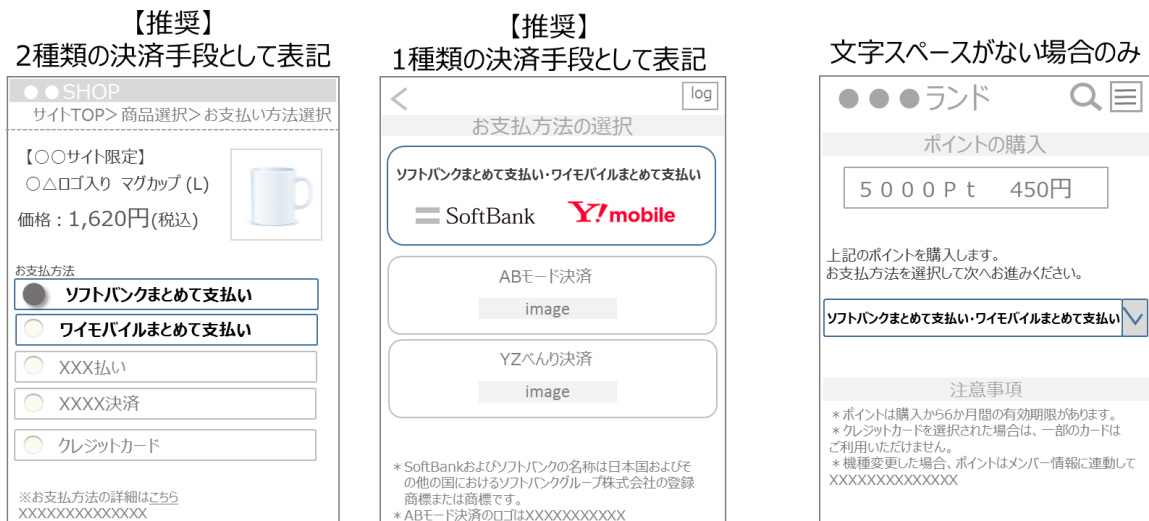 【推奨】
2種類の決済手段として表記
●●SHOP
サイトTOP>商品選択>お支払い方法選択
【○○サイト限定】
○△ロゴ入り マグカップ (L)
価格：1,620円(税込)
お支払方法
ソフトバンクまとめて支払い
ワイモバイルまとめて支払い
XXX払い
XXXX決済
クレジットカード
※お支払方法の詳細はこちら
XXXXXXXXXXXXXX
【推奨】
1種類の決済手段として表記
log
お支払方法の選択
ソフトバンクまとめて支払い・ワイモバイルまとめて支払い
SoftBank Y!mobile
ABモード決済
image
YZべんり決済
image
＊SoftBankおよびソフトバンクの名称は日本国およびそ
の他の国におけるソフトバンクグループ株式会社の登録
商標または商標です。
＊ABモード決済のロゴはXXXXXXXXXXX
文字スペースがない場合のみ
●●●ランド
ポイントの購入
５０００Ｐｔ 450円
上記のポイントを購入します。
お支払方法を選択して次へお進みください。
ソフトバンクまとめて支払い・ワイモバイルまとめて支払い
注意事項
＊ポイントは購入から6か月間の有効期限があります。
＊クレジットカードを選択された場合は、一部のカードは
ご利用いただけません。
＊機種変更した場合、ポイントはメンバー情報に連動して
XXXXXXXXXXXXXX